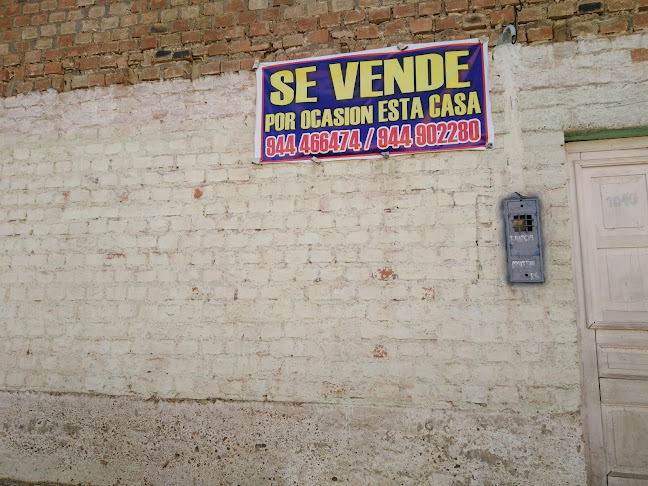 SE VENDE
POR OCASION ESTA CASA
944 466474 / 944 902280